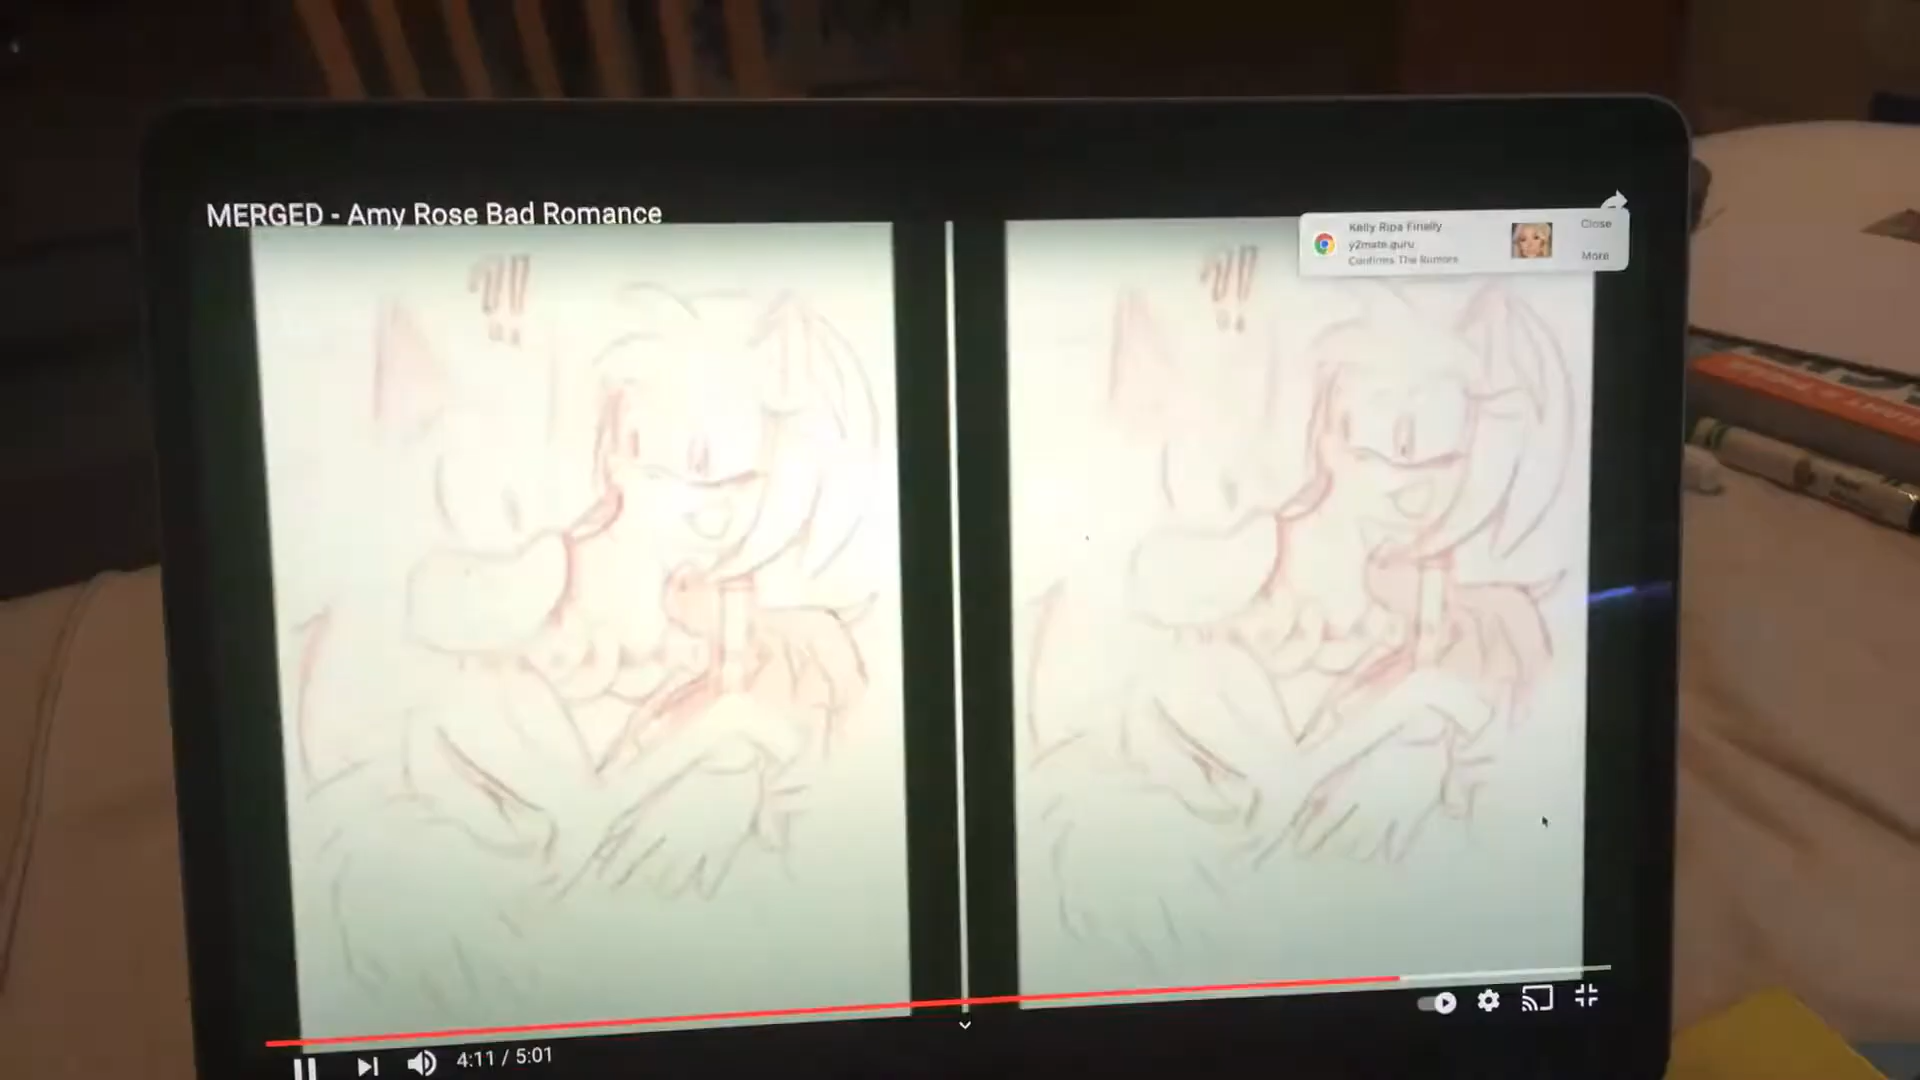 MERGED - Amy Rose Bad Romance
Kelly Ripa Finally
y2mate.guru
Confirms The Rumors
Close
More
?!!
?!!
4:11 / 5:01